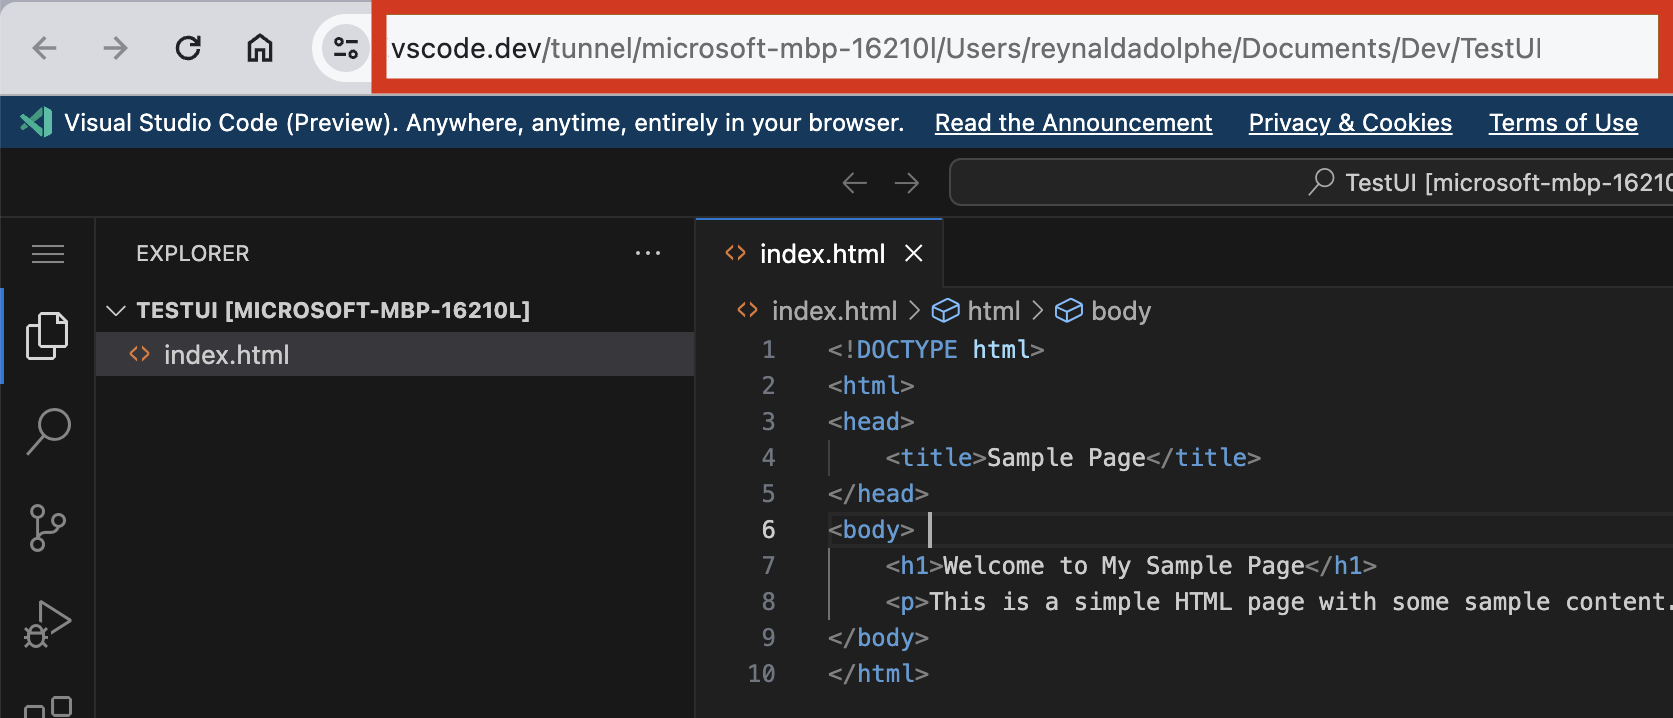 vscode.dev/tunnel/microsoft-mbp-16210l/Users/reynaldadolphe/Documents/Dev/TestUI
Visual Studio Code (Preview). Anywhere, anytime, entirely in your browser. Read the Announcement Privacy & Cookies Terms of Use
TestUI [microsoft-mbp-16210
EXPLORER
TESTUI [MICROSOFT-MBP-16210L]
index.html
index.html
index.html > html > body
1 <!DOCTYPE html>
2 <html>
3 <head>
4 <title>Sample Page</title>
5 </head>
6 <body>
7 <h1>Welcome to My Sample Page</h1>
8 <p>This is a simple HTML page with some sample content.
9 </body>
10 </html>